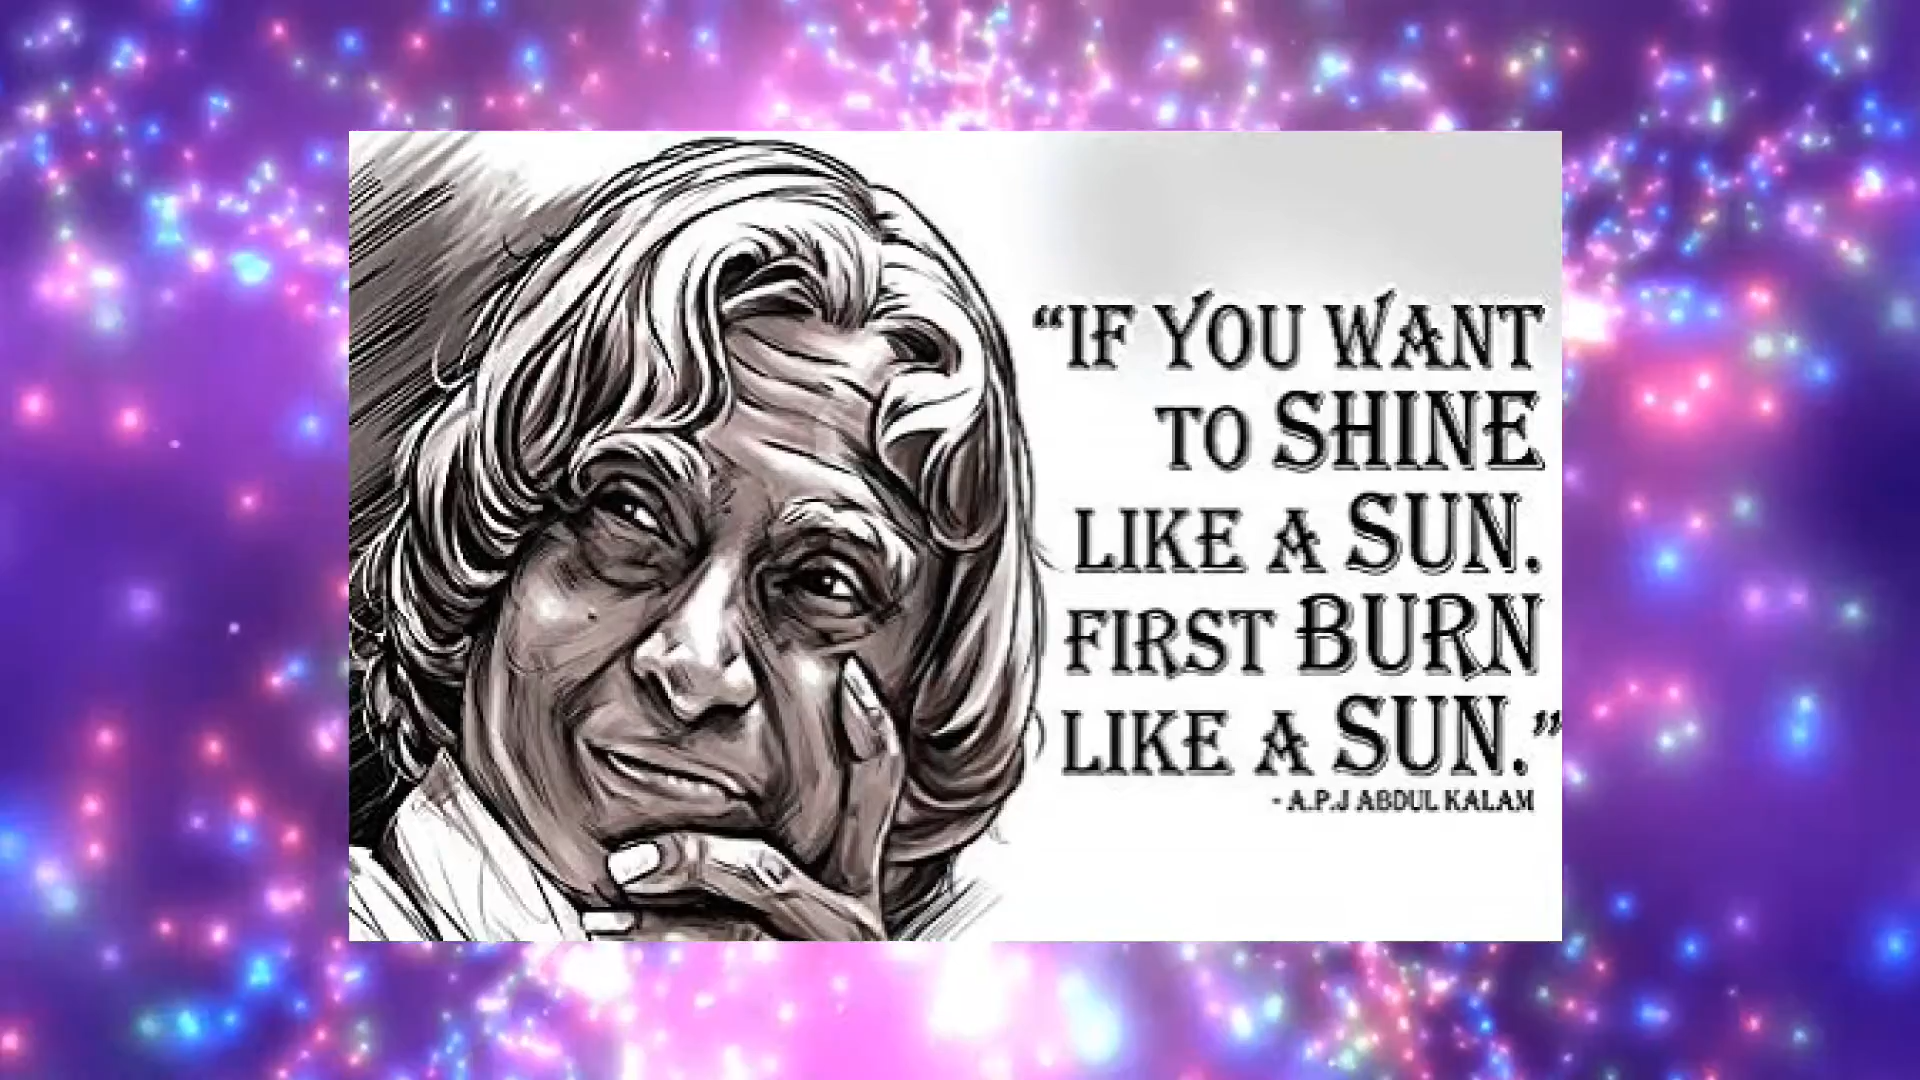 “IF YOU WANT
TO SHINE
LIKE A SUN.
FIRST BURN
LIKE A SUN.”
- A.P.J ABDUL KALAM